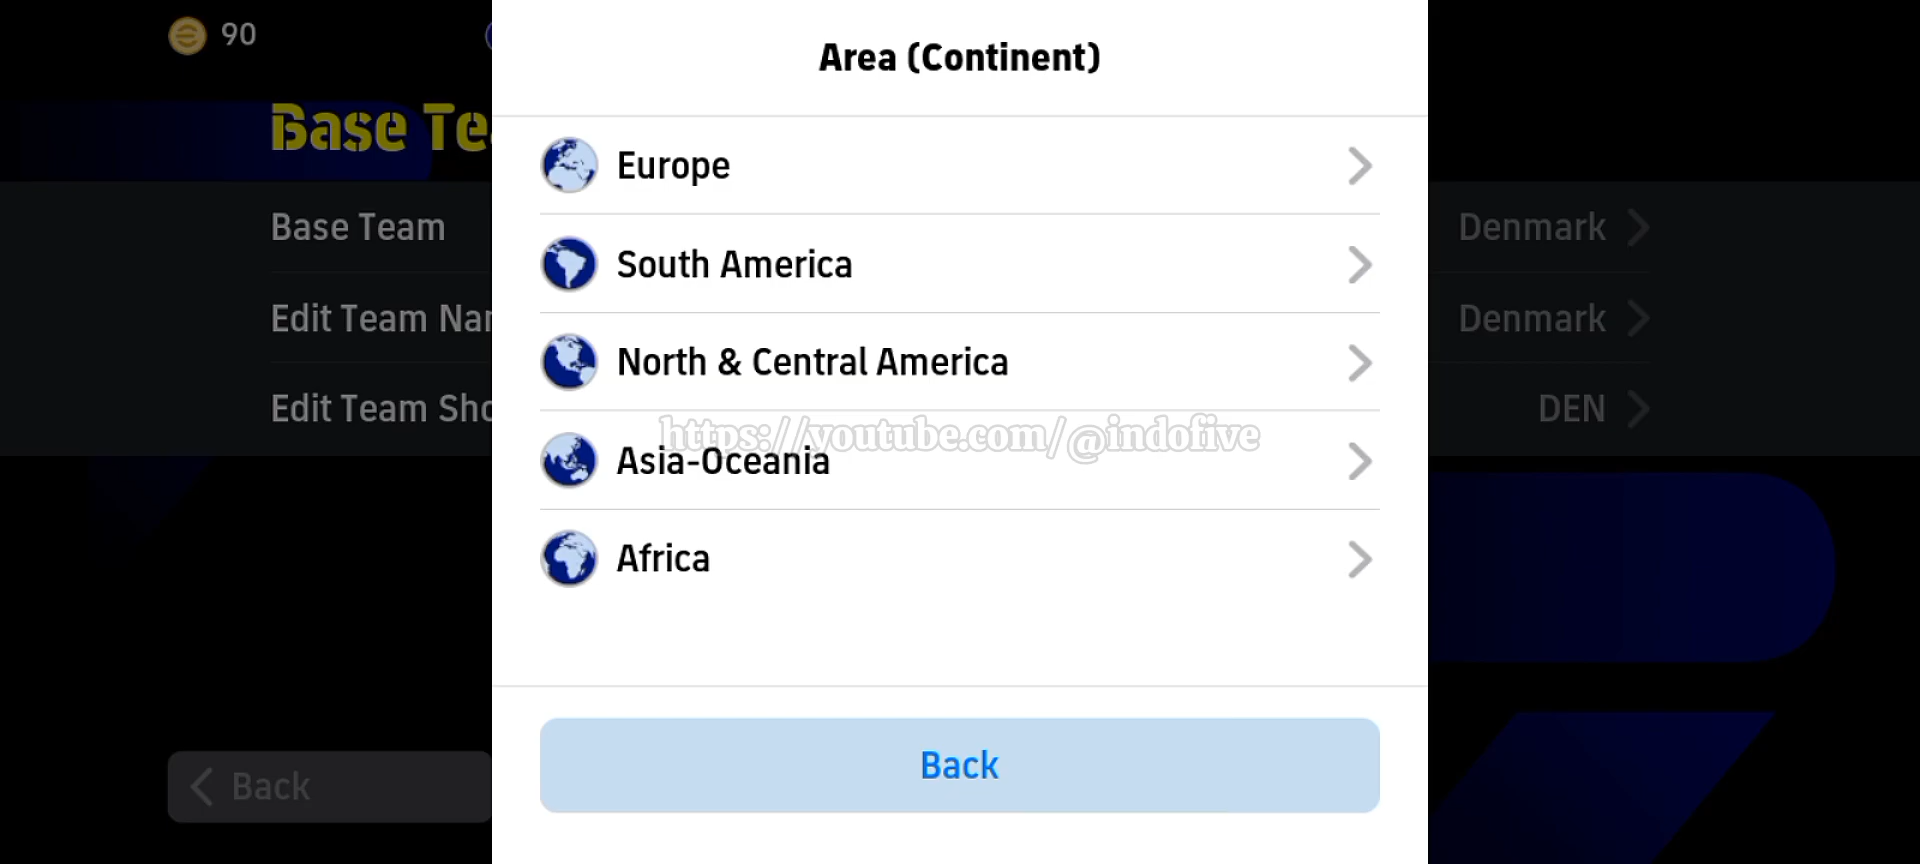 90
Area (Continent)
Base Te
Europe
Base Team
Denmark
South America
Edit Team Nar
Denmark
North & Central America
Edit Team Sho
DEN
https://youtube.com/@indofive
Asia-Oceania
Africa
Back
Back